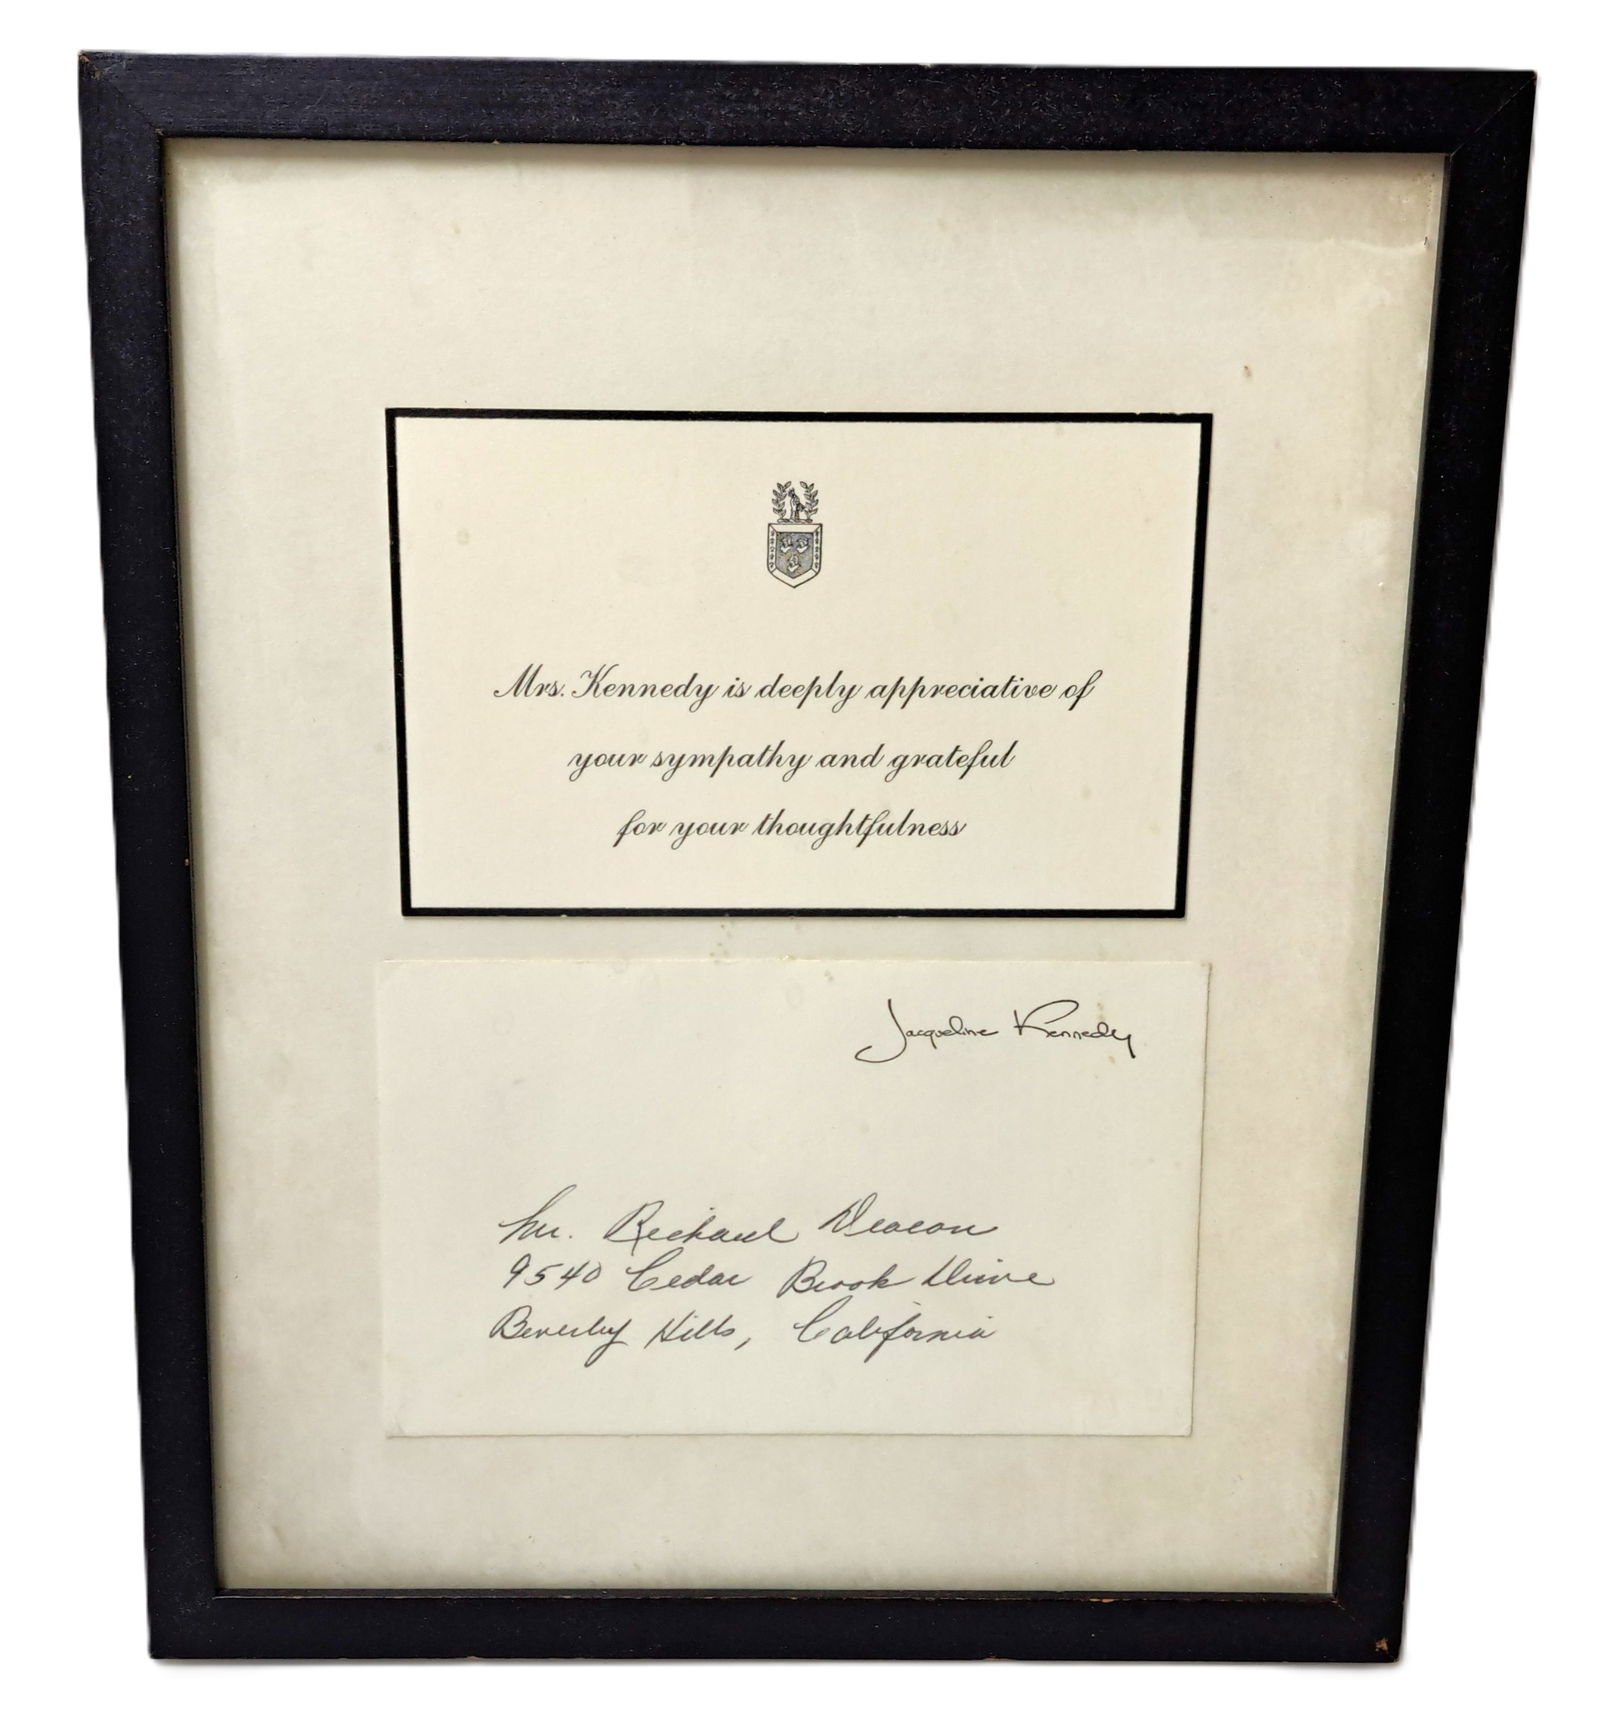 Mrs. Kennedy is deeply appreciative of
your sympathy and grateful
for your thoughtfulness
Jacqueline Kennedy
Mr. Richard Deacon
9540 Cedar Brook Drive
Beverly Hills, California